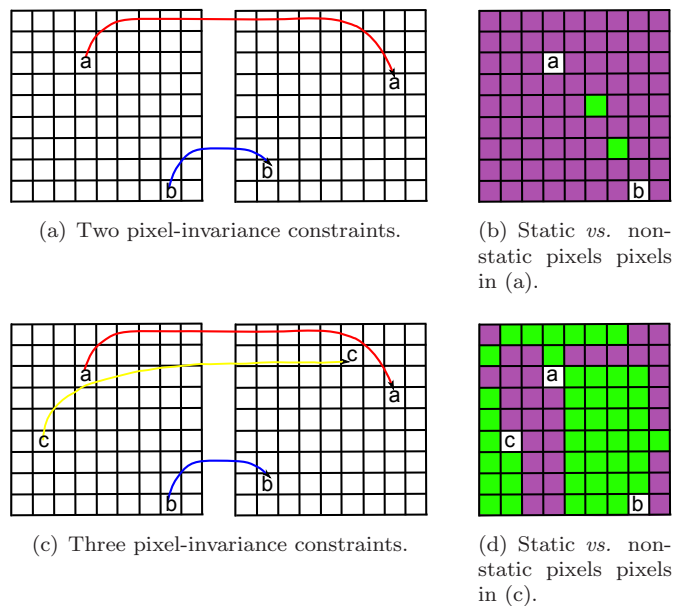 a
a
a
b
b
b
(a) Two pixel-invariance constraints.
(b) Static vs. non-
static pixels pixels
in (a).
c
a
a
a
c
c
b
b
b
(c) Three pixel-invariance constraints.
(d) Static vs. non-
static pixels pixels
in (c).